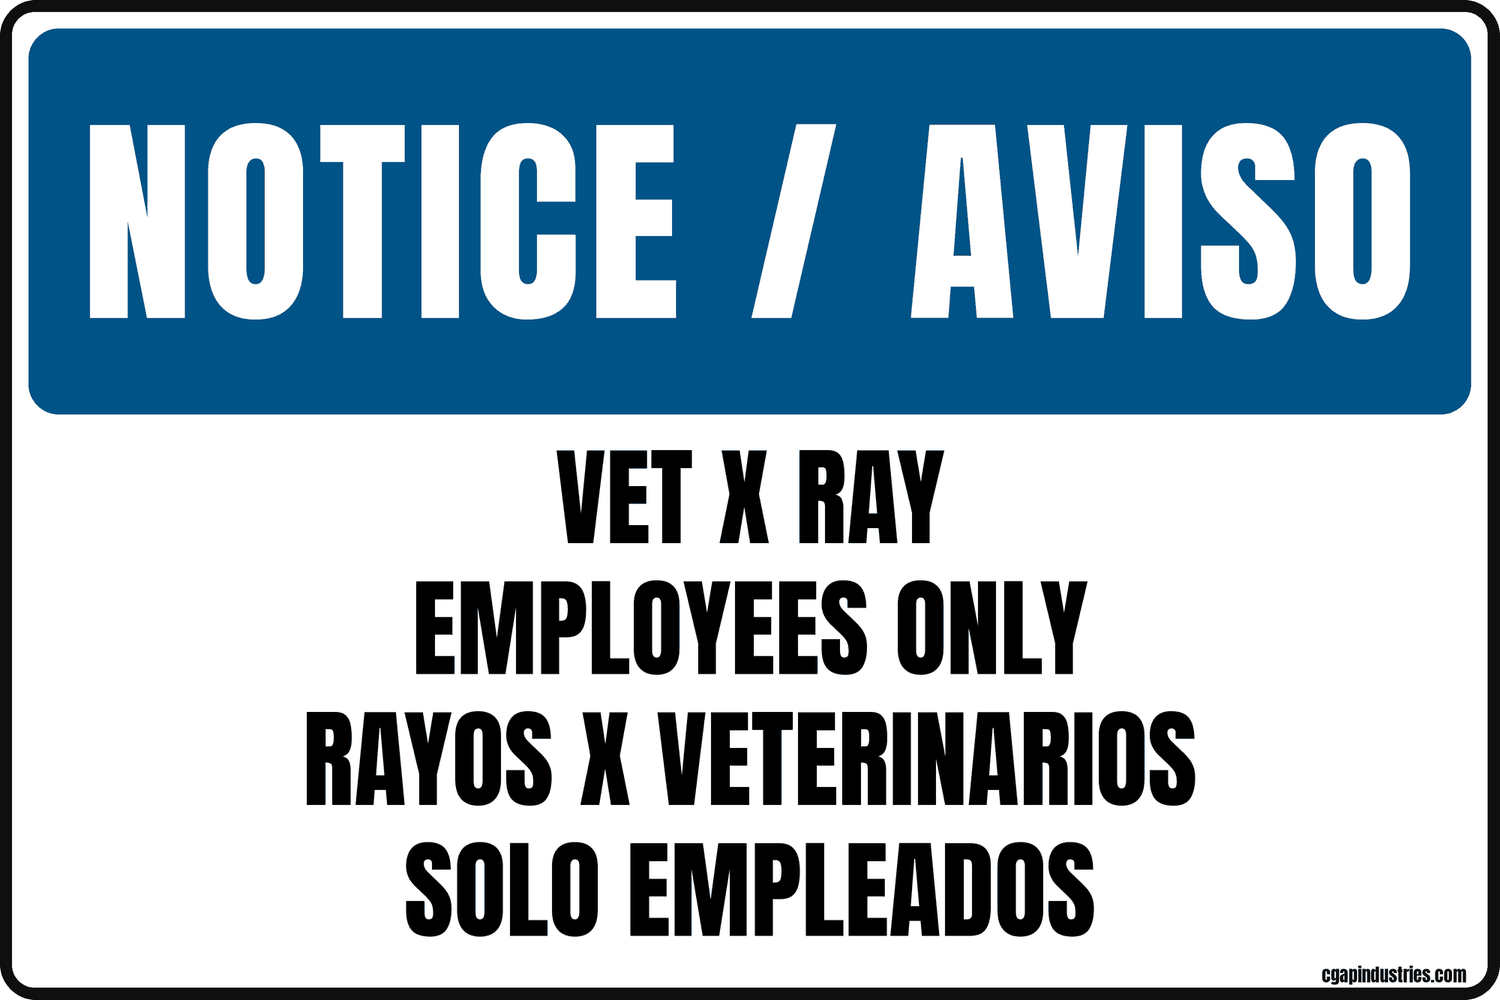 NOTICE / AVISO
VET X RAY
EMPLOYEES ONLY
RAYOS X VETERINARIOS
SOLO EMPLEADOS
cgapindustries.com